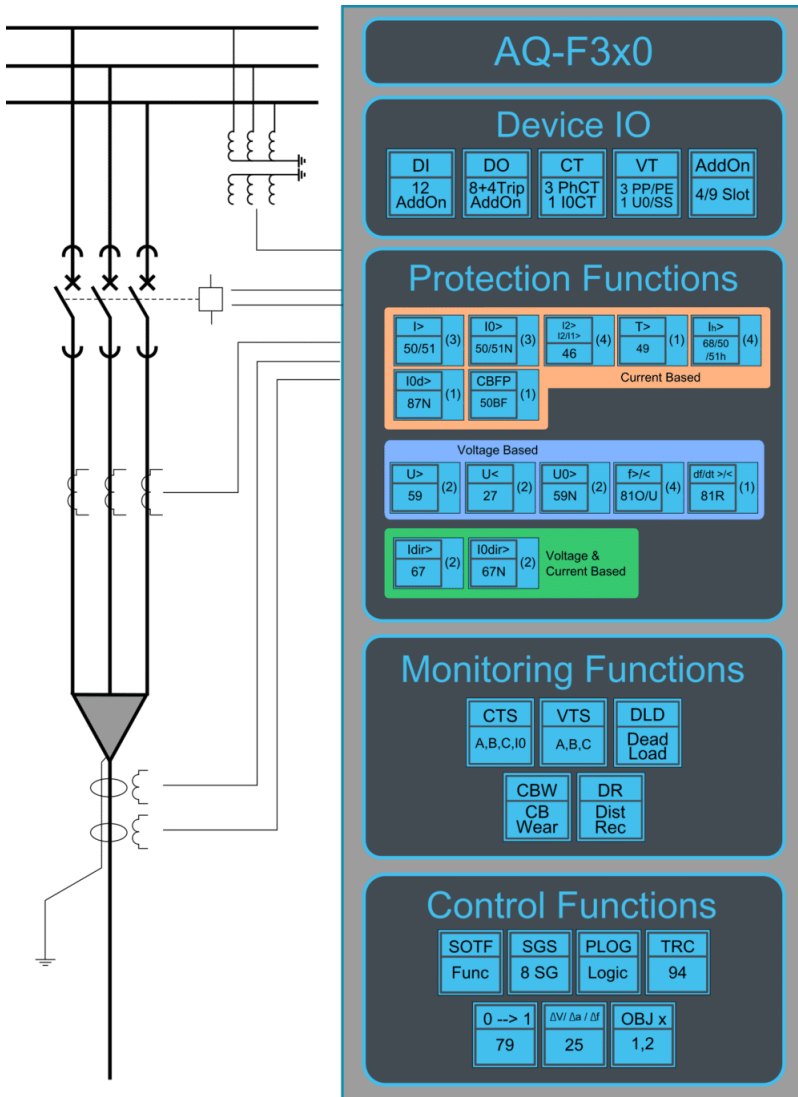 AQ-F3x0
Device IO
DI
12
AddOn
DO
8+4Trip
AddOn
CT
3 PhCT
1 I0CT
VT
3 PP/PE
1 U0/SS
AddOn
4/9 Slot
Protection Functions
I>
50/51
(3)
I0>
50/51N
(3)
I2>
I2/I1>
46
(4)
T>
49
(1)
Ih>
68/50
/51h
(4)
I0d>
87N
(1)
CBFP
50BF
(1)
Current Based
Voltage Based
U>
59
(2)
U<
27
(2)
U0>
59N
(2)
f>/<
81O/U
(4)
df/dt >/<
81R
(1)
Idir>
67
(2)
I0dir>
67N
(2)
Voltage &
Current Based
Monitoring Functions
CTS
A,B,C,I0
VTS
A,B,C
DLD
Dead
Load
CBW
CB
Wear
DR
Dist
Rec
Control Functions
SOTF
Func
SGS
8 SG
PLOG
Logic
TRC
94
0 --> 1
79
ΔV/ Δa / Δf
25
OBJ x
1,2